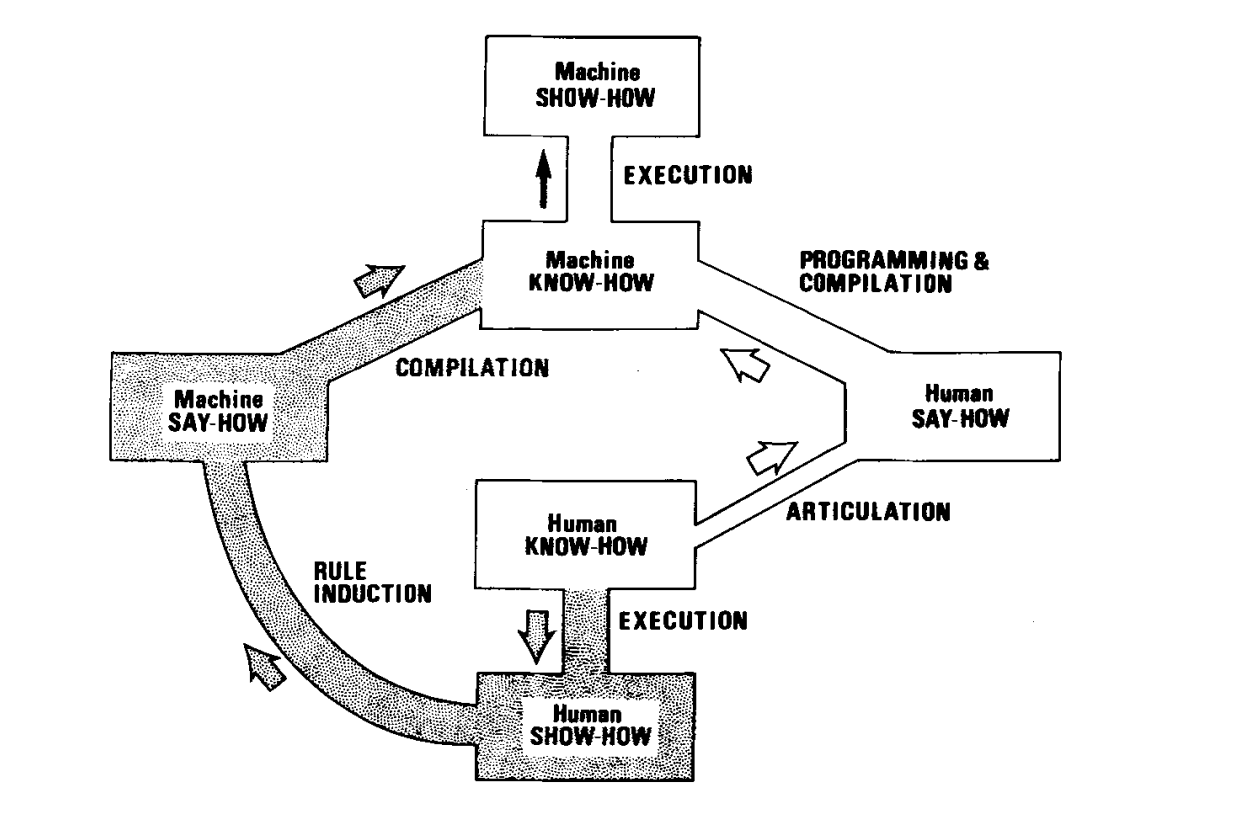 Machine
SHOW-HOW
EXECUTION
Machine
KNOW-HOW
PROGRAMMING &
COMPILATION
COMPILATION
Machine
SAY-HOW
Human
SAY-HOW
Human
KNOW-HOW
ARTICULATION
RULE
INDUCTION
EXECUTION
Human
SHOW-HOW